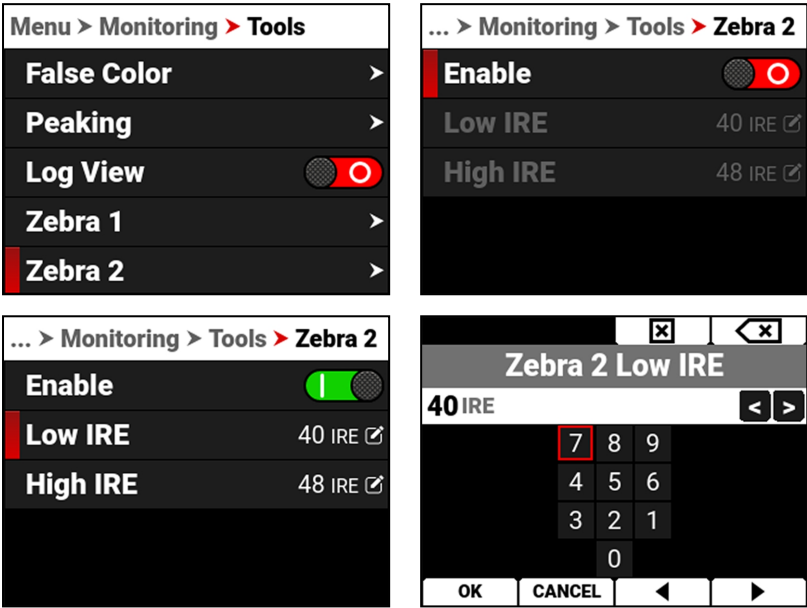 Menu > Monitoring > Tools
False Color >
Peaking >
Log View
Zebra 1 >
Zebra 2 >
... > Monitoring > Tools > Zebra 2
Enable
Low IRE 40 IRE
High IRE 48 IRE
... > Monitoring > Tools > Zebra 2
Enable
Low IRE 40 IRE
High IRE 48 IRE
Zebra 2 Low IRE
40 IRE < >
7 8 9
4 5 6
3 2 1
0
OK CANCEL